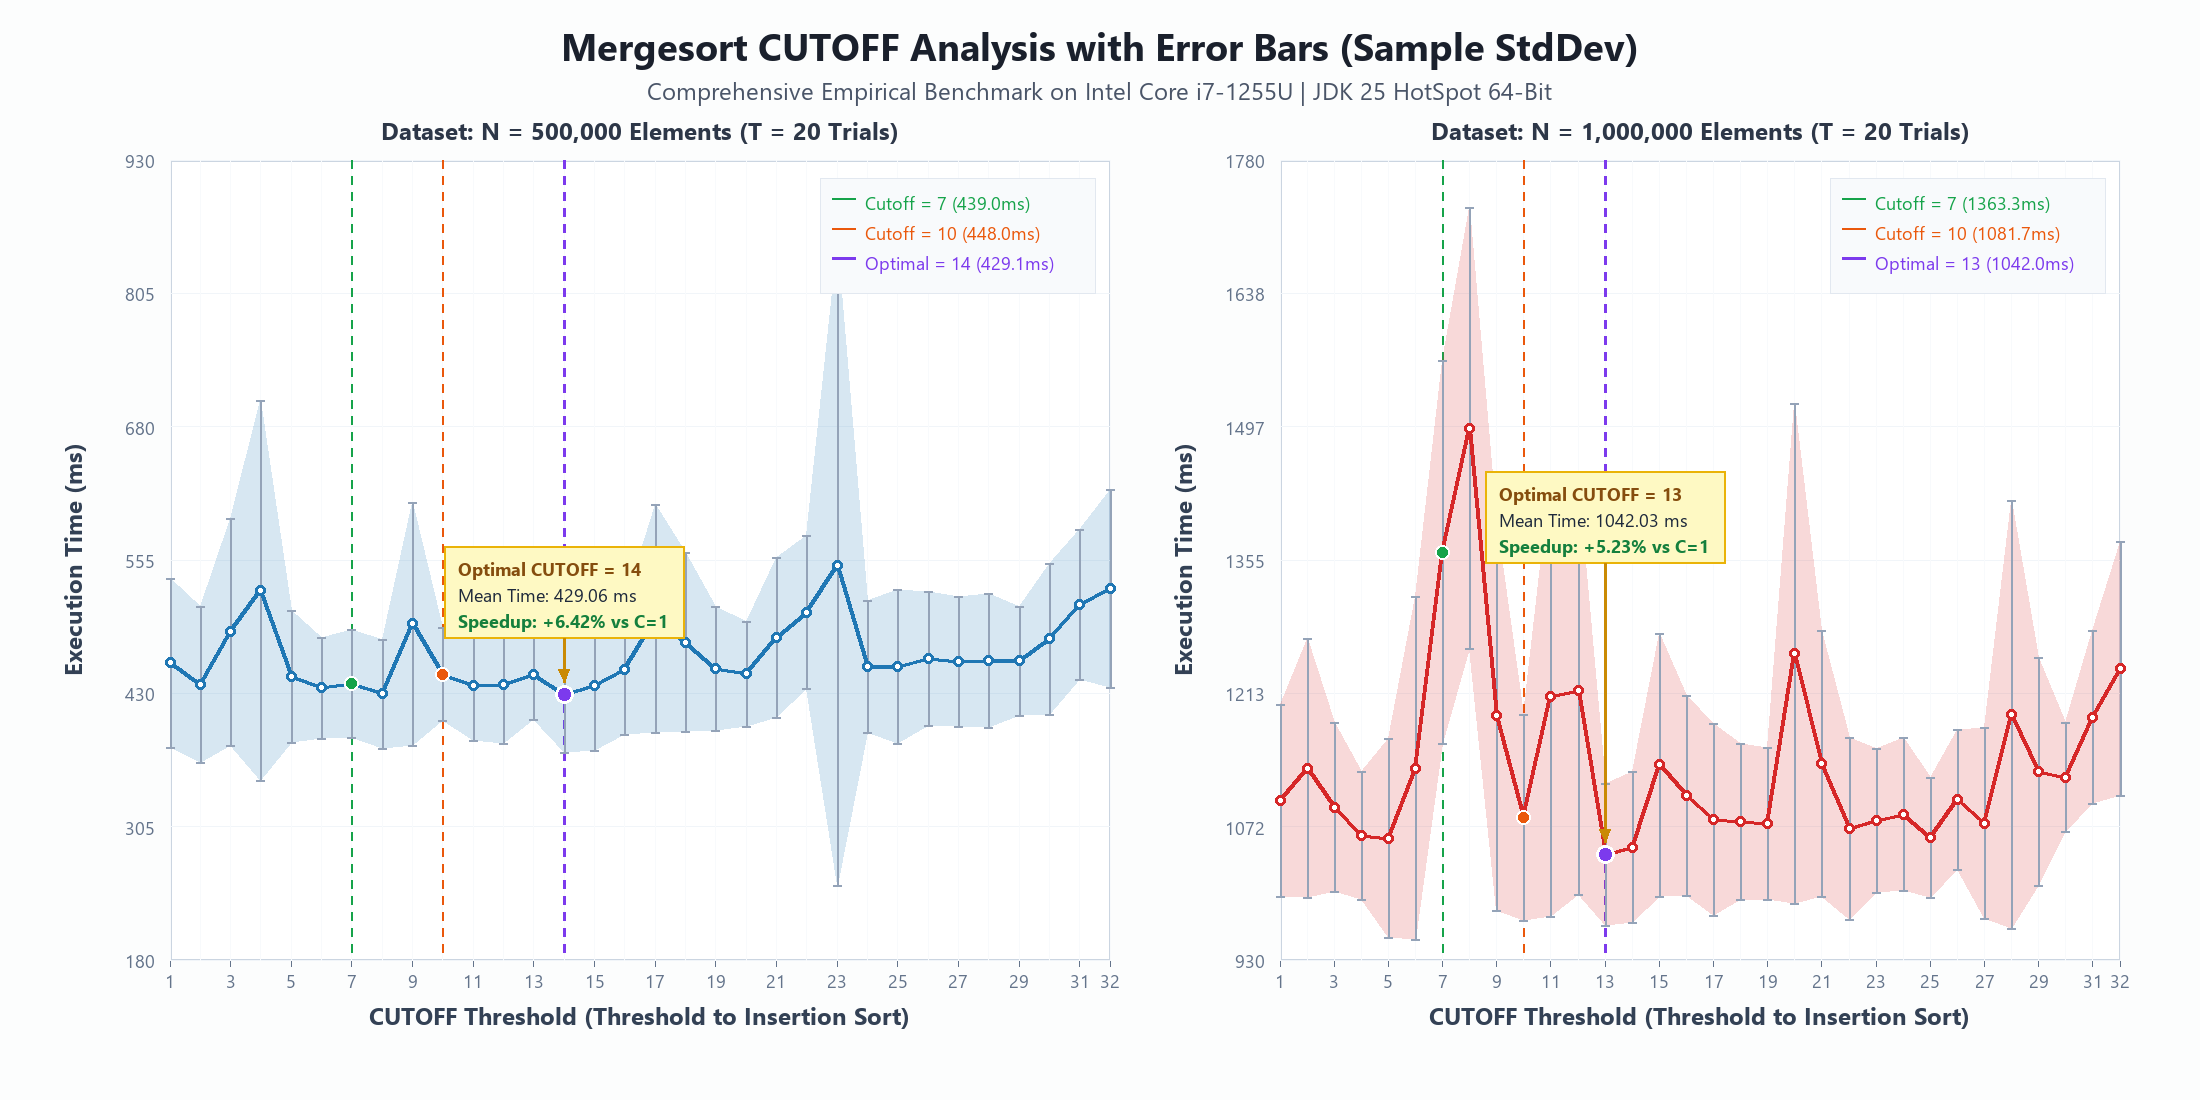 Mergesort CUTOFF Analysis with Error Bars (Sample StdDev)
Comprehensive Empirical Benchmark on Intel Core i7-1255U | JDK 25 HotSpot 64-Bit
Dataset: N = 500,000 Elements (T = 20 Trials)
930
805
680
555
430
305
180
Execution Time (ms)
Cutoff = 7 (439.0ms)
Cutoff = 10 (448.0ms)
Optimal = 14 (429.1ms)
Optimal CUTOFF = 14
Mean Time: 429.06 ms
Speedup: +6.42% vs C=1
1 3 5 7 9 11 13 15 17 19 21 23 25 27 29 31 32
CUTOFF Threshold (Threshold to Insertion Sort)
Dataset: N = 1,000,000 Elements (T = 20 Trials)
1780
1638
1497
1355
1213
1072
930
Execution Time (ms)
Cutoff = 7 (1363.3ms)
Cutoff = 10 (1081.7ms)
Optimal = 13 (1042.0ms)
Optimal CUTOFF = 13
Mean Time: 1042.03 ms
Speedup: +5.23% vs C=1
1 3 5 7 9 11 13 15 17 19 21 23 25 27 29 31 32
CUTOFF Threshold (Threshold to Insertion Sort)